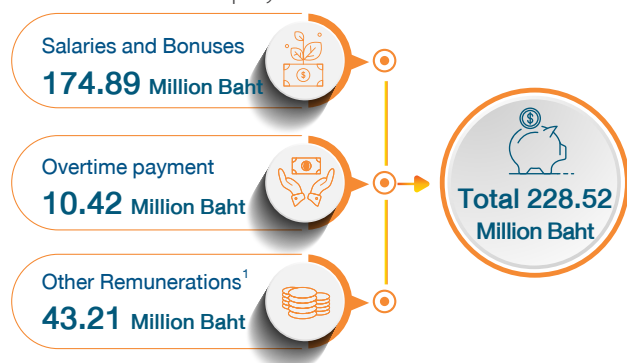 Salaries and Bonuses
174.89 Million Baht
Overtime payment
10.42 Million Baht
Other Remunerations¹
43.21 Million Baht
Total 228.52
Million Baht